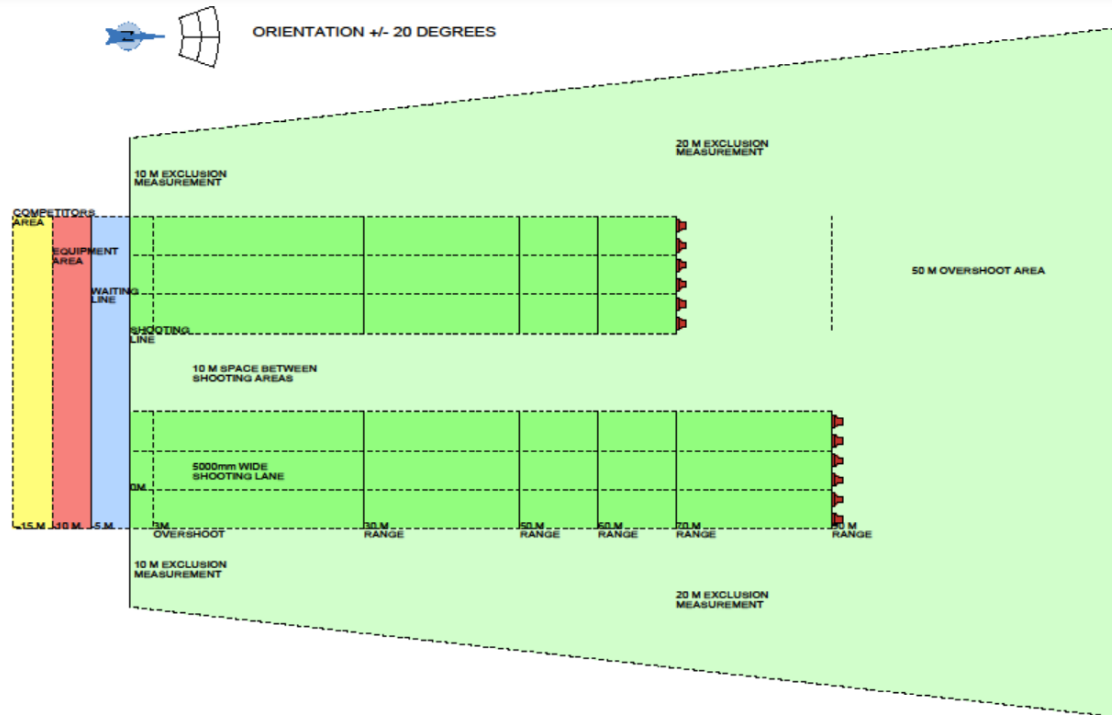 ORIENTATION +/- 20 DEGREES
20 M EXCLUSION
MEASUREMENT
10 M EXCLUSION
MEASUREMENT
COMPETITORS
AREA
EQUIPMENT
AREA
50 M OVERSHOOT AREA
WAITING
LINE
SHOOTING
LINE
10 M SPACE BETWEEN
SHOOTING AREAS
5000mm WIDE
SHOOTING LANE
0M
-15 M
-10 M
-5 M
3M
OVERSHOOT
30 M
RANGE
50 M
RANGE
60 M
RANGE
70 M
RANGE
90 M
RANGE
10 M EXCLUSION
MEASUREMENT
20 M EXCLUSION
MEASUREMENT